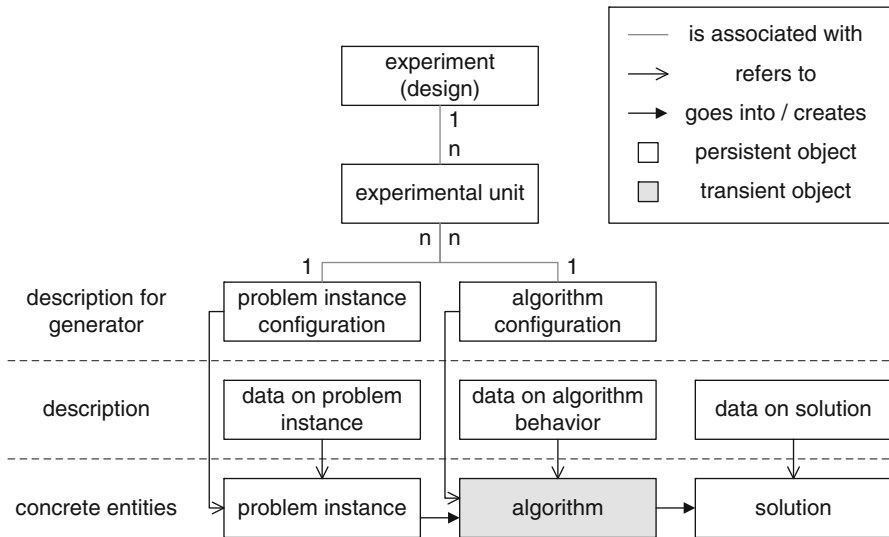 experiment
(design)
1
n
experimental unit
n n
1 1
is associated with
refers to
goes into / creates
persistent object
transient object
description for
generator
problem instance
configuration
algorithm
configuration
description
data on problem
instance
data on algorithm
behavior
data on solution
concrete entities
problem instance
algorithm
solution